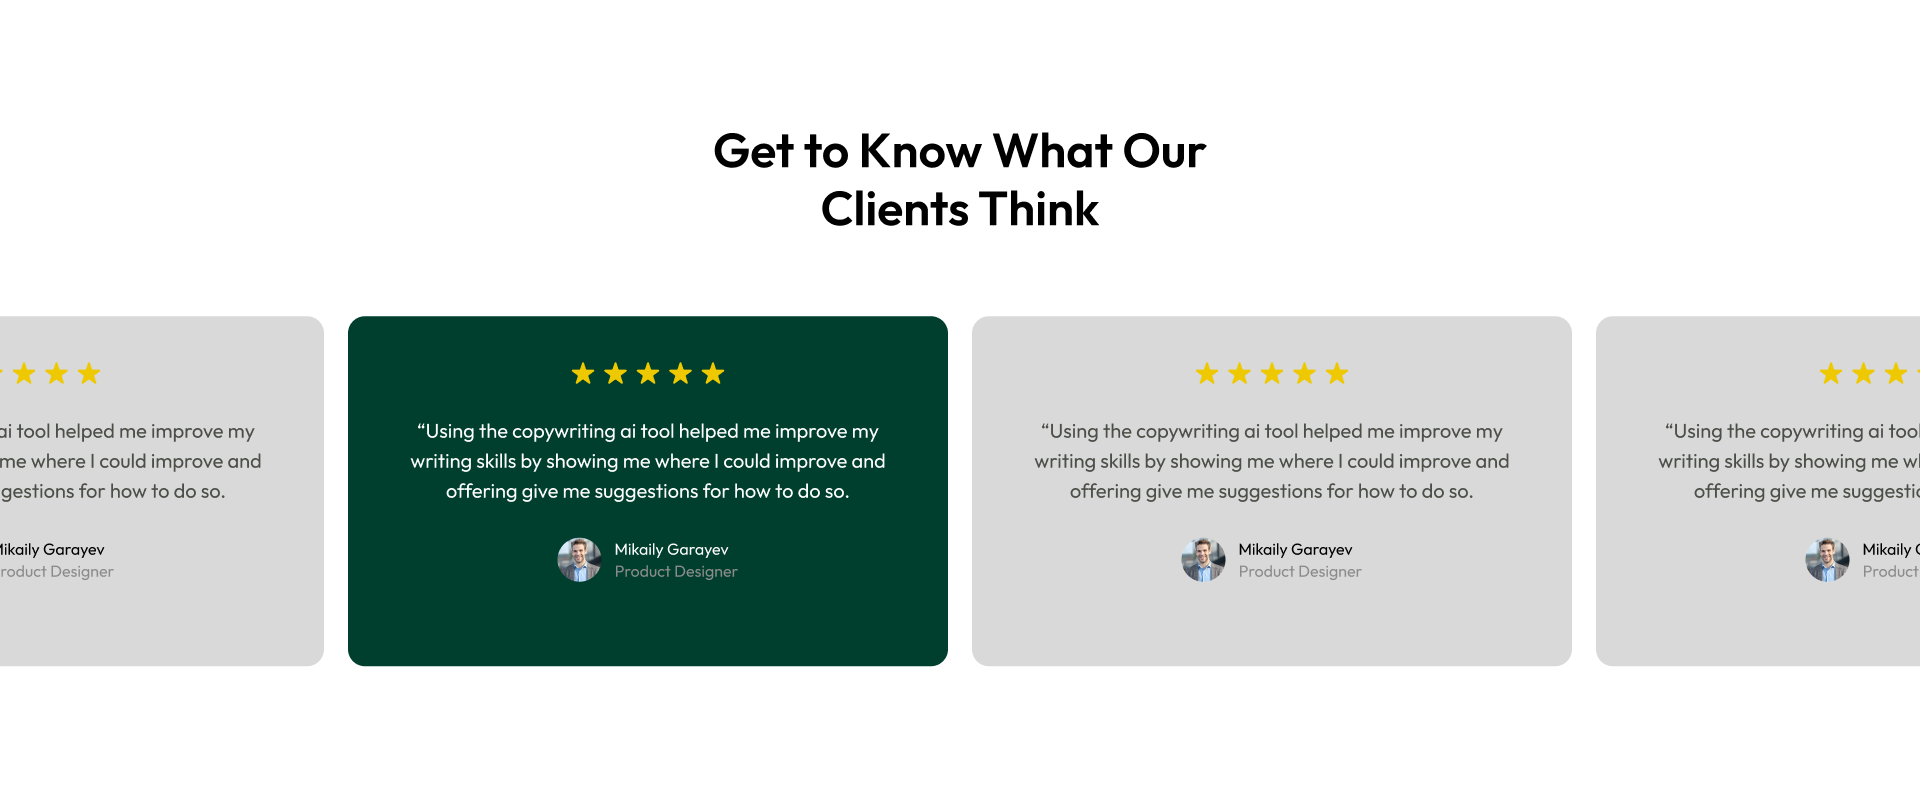 Get to Know What Our
Clients Think
ai tool helped me improve my
me where I could improve and
gestions for how to do so.
Mikaily Garayev
roduct Designer
“Using the copywriting ai tool helped me improve my
writing skills by showing me where I could improve and
offering give me suggestions for how to do so.
Mikaily Garayev
Product Designer
“Using the copywriting ai tool helped me improve my
writing skills by showing me where I could improve and
offering give me suggestions for how to do so.
Mikaily Garayev
Product Designer
“Using the copywriting ai tool
writing skills by showing me w
offering give me suggesti
Mikaily
Product